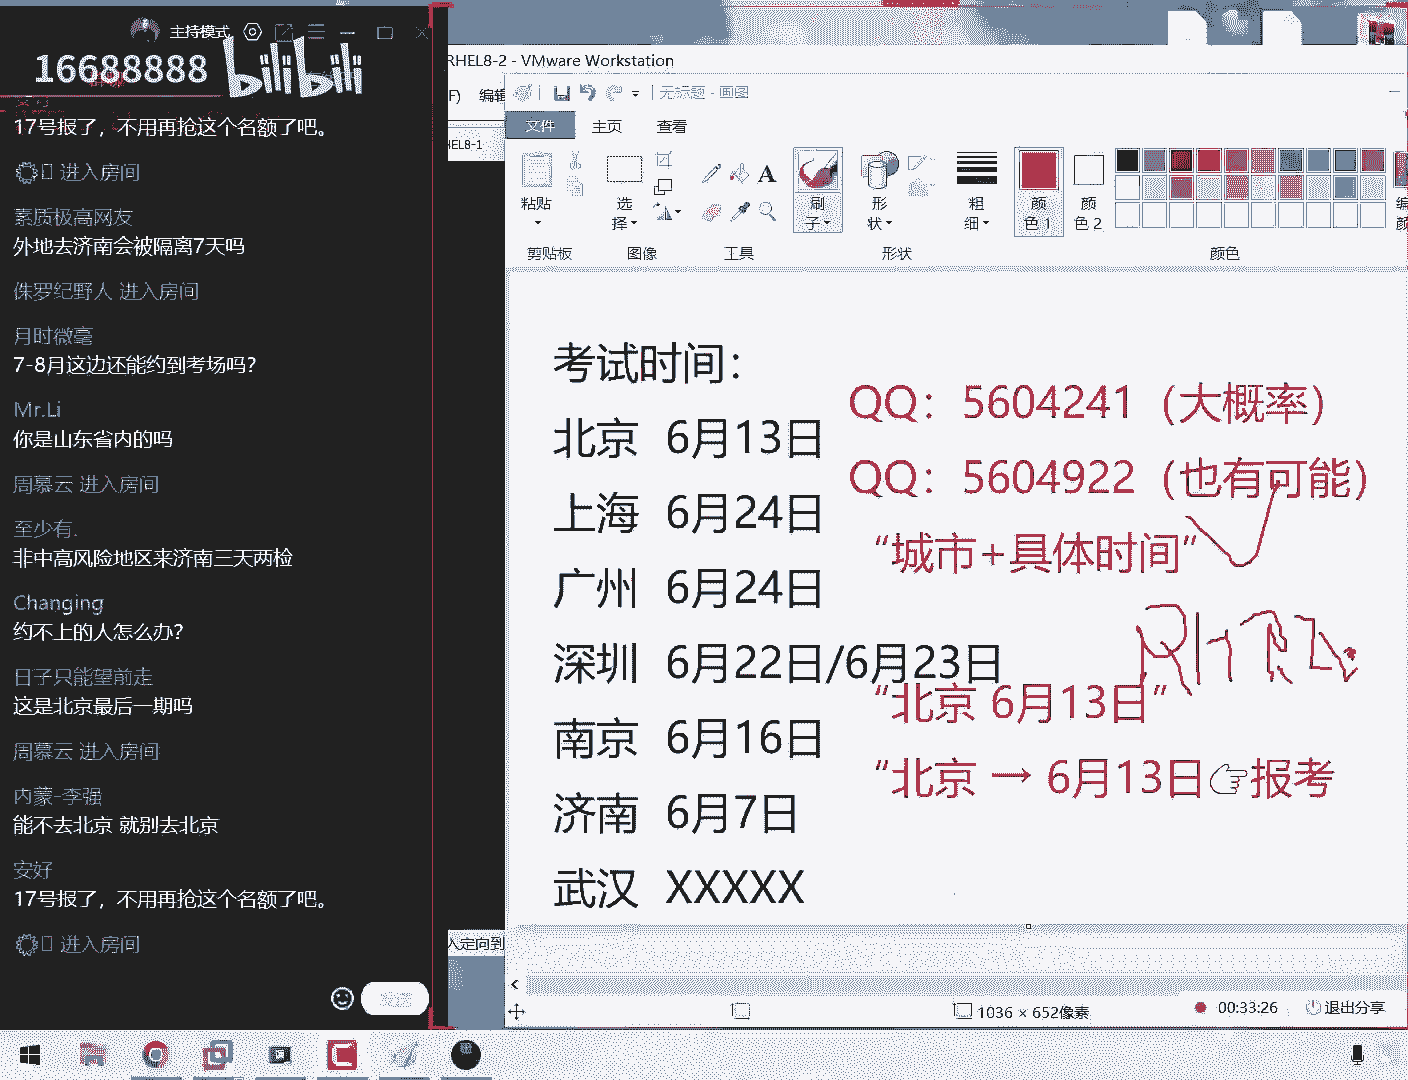 主持模式
16688888 bilibili
17号报了，不用再抢这个名额了吧。
进入房间
素质极高网友
外地去济南会被隔离7天吗
侏罗纪野人 进入房间
月时微毫
7-8月这边还能约到考场吗？
Mr.Li
你是山东省内的吗
周慕云 进入房间
至少有.
非中高风险地区来济南三天两检
Changing
约不上的人怎么办？
日子只能望前走
这是北京最后一期吗
周慕云 进入房间
内蒙-李强
能不去北京 就别去北京
安好
17号报了，不用再抢这个名额了吧。
进入房间
发送
RHEL8-2 - VMware Workstation
F) 编辑
HEL8-1
无标题 - 画图
文件 主页 查看
粘贴
选择
刷子
形状
粗细
颜色 1
颜色 2
编
颜
剪贴板 图像 工具 形状 颜色
考试时间：
北京 6月13日
上海 6月24日
广州 6月24日
深圳 6月22日/6月23日
南京 6月16日
济南 6月7日
武汉 XXXXX
QQ：5604241（大概率）
QQ：5604922（也有可能）
“城市+具体时间”
“北京 6月13日”
“北京 → 6月13日👉报考
入定向到
1036 × 652像素
00:33:26 退出分享